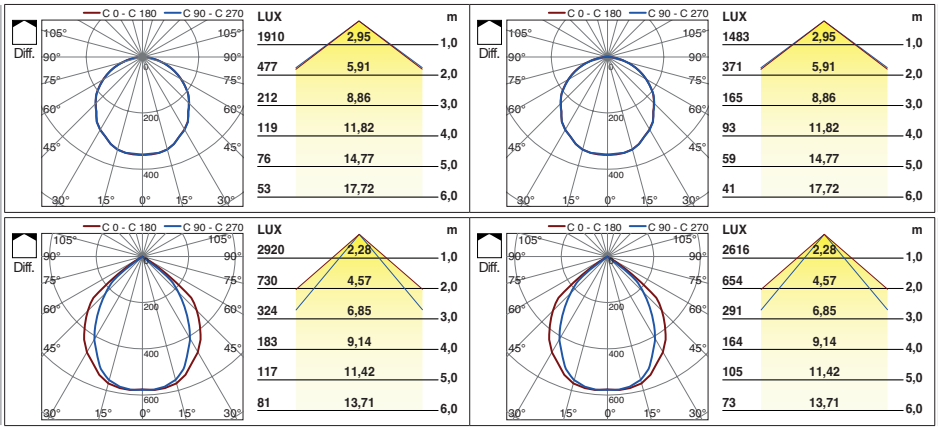 C 0 - C 180 C 90 - C 270
105° 105°
90° 90°
75° 75°
60° 60°
45° 45°
30° 15° 0° 15° 30°
0
200
400
Diff.
LUX m
1910 2,95 1,0
477 5,91 2,0
212 8,86 3,0
119 11,82 4,0
76 14,77 5,0
53 17,72 6,0
C 0 - C 180 C 90 - C 270
105° 105°
90° 90°
75° 75°
60° 60°
45° 45°
30° 15° 0° 15° 30°
0
200
400
Diff.
LUX m
1483 2,95 1,0
371 5,91 2,0
165 8,86 3,0
93 11,82 4,0
59 14,77 5,0
41 17,72 6,0
C 0 - C 180 C 90 - C 270
105° 105°
90° 90°
75° 75°
60° 60°
45° 45°
30° 15° 0° 15° 30°
0
200
400
600
Diff.
LUX m
2920 2,28 1,0
730 4,57 2,0
324 6,85 3,0
183 9,14 4,0
117 11,42 5,0
81 13,71 6,0
C 0 - C 180 C 90 - C 270
105° 105°
90° 90°
75° 75°
60° 60°
45° 45°
30° 15° 0° 15° 30°
0
200
400
600
Diff.
LUX m
2616 2,28 1,0
654 4,57 2,0
291 6,85 3,0
164 9,14 4,0
105 11,42 5,0
73 13,71 6,0